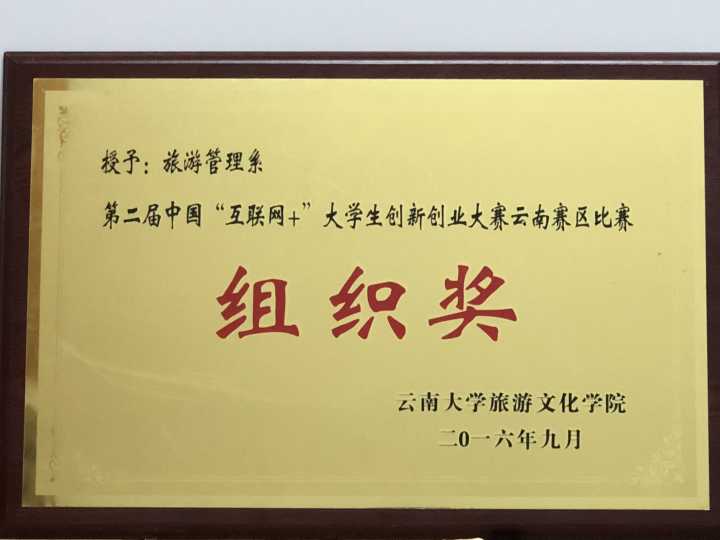 授予：旅游管理系
第二届中国“互联网+”大学生创新创业大赛云南赛区比赛
组织奖
云南大学旅游文化学院
二0一六年九月